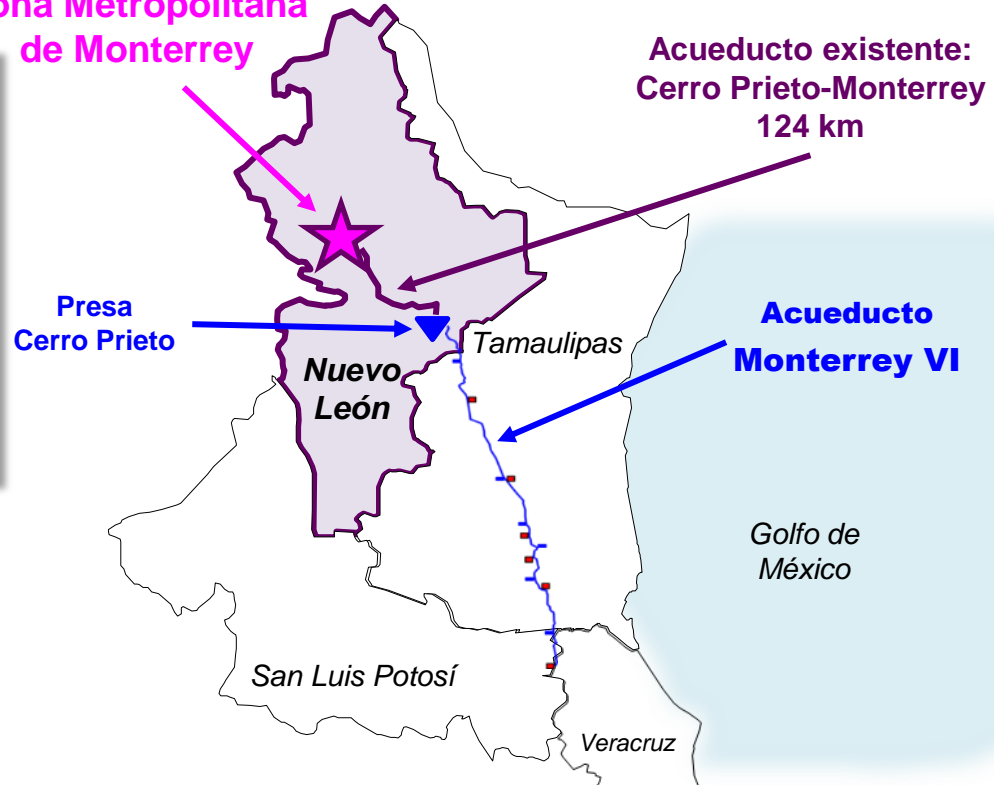 ona Metropolitana
de Monterrey
Acueducto existente:
Cerro Prieto-Monterrey
124 km
Presa
Cerro Prieto
Acueducto
Monterrey VI
Tamaulipas
Nuevo
León
Golfo de
México
San Luis Potosí
Veracruz